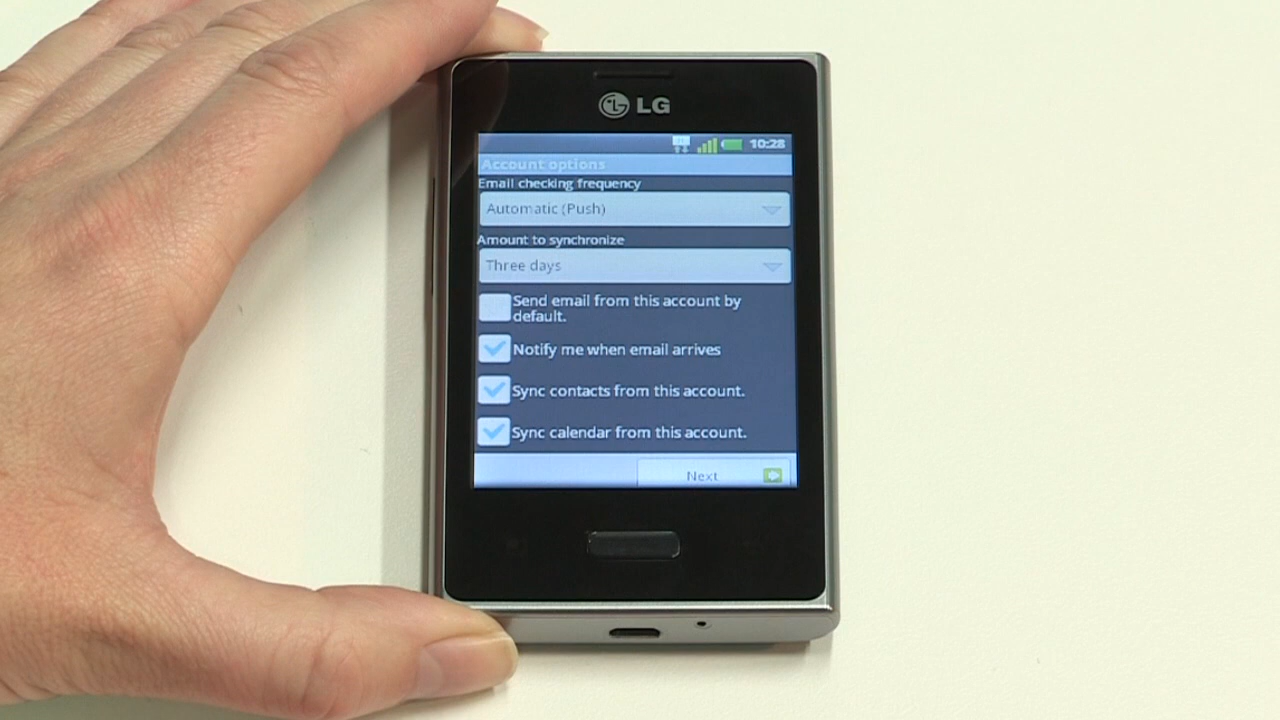 LG
10:28
Account options
Email checking frequency
Automatic (Push)
Amount to synchronize
Three days
Send email from this account by
default.
Notify me when email arrives
Sync contacts from this account.
Sync calendar from this account.
Next